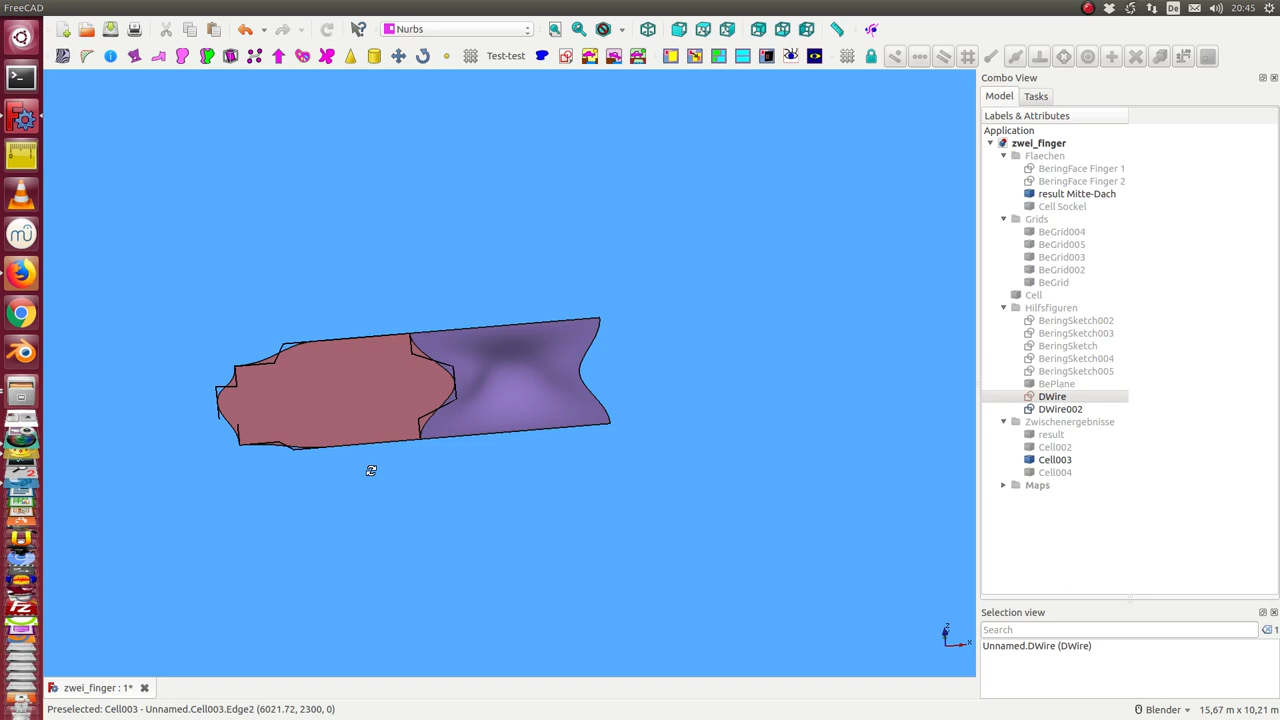 FreeCAD
De
20:45
Nurbs
Test-test
Combo View
Model
Tasks
Labels & Attributes
Application
zwei_finger
Flaechen
BeringFace Finger 1
BeringFace Finger 2
result Mitte-Dach
Cell Sockel
Grids
BeGrid004
BeGrid005
BeGrid003
BeGrid002
BeGrid
Cell
Hilfsfiguren
BeringSketch002
BeringSketch003
BeringSketch
BeringSketch004
BeringSketch005
BePlane
DWire
DWire002
Zwischenergebnisse
result
Cell002
Cell003
Cell004
Maps
z
x
Selection view
Search
1
Unnamed.DWire (DWire)
zwei_finger : 1*
Preselected: Cell003 - Unnamed.Cell003.Edge2 (6021.72, 2300, 0)
Blender
15,67 m x 10,21 m